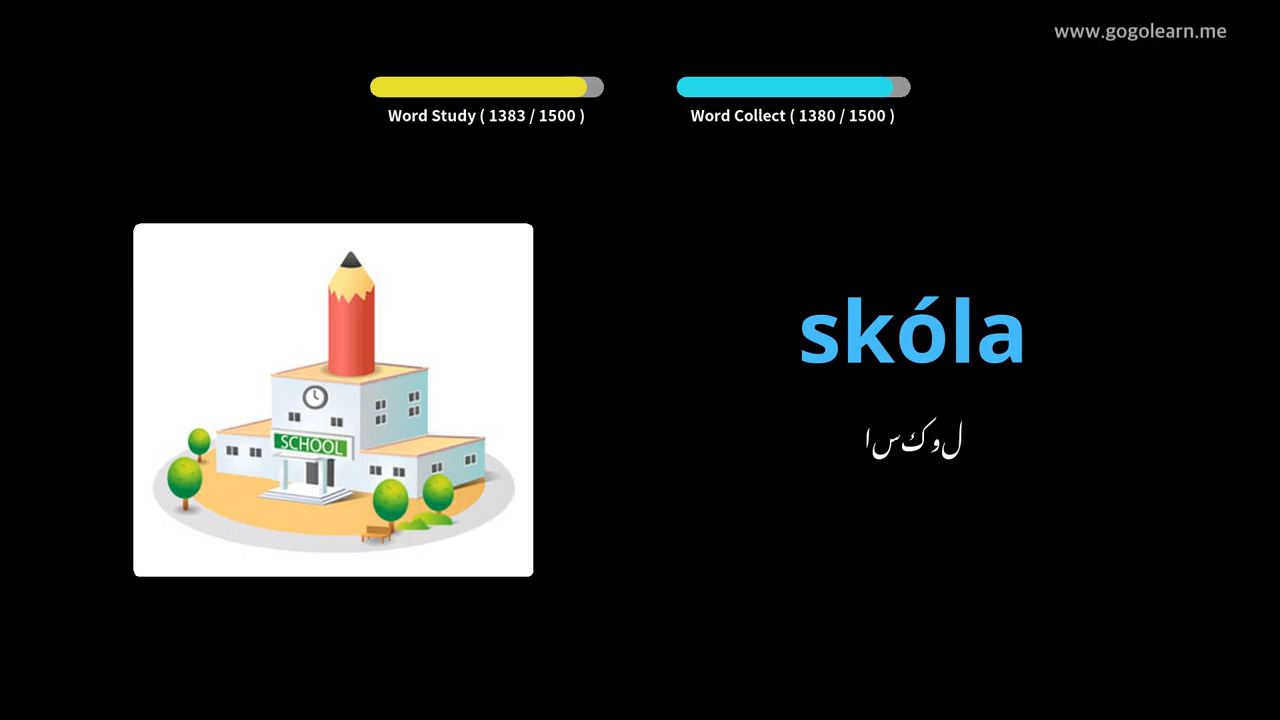 www.gogolearn.me
Word Study ( 1383 / 1500 )
Word Collect ( 1380 / 1500 )
SCHOOL
skóla
اسکول